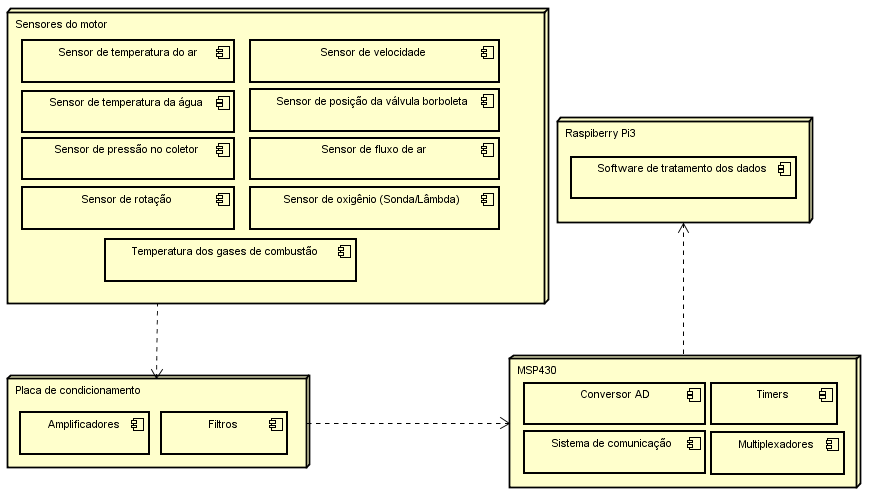 Sensores do motor
Sensor de temperatura do ar
Sensor de velocidade
Sensor de temperatura da água
Sensor de posição da válvula borboleta
Sensor de pressão no coletor
Sensor de fluxo de ar
Sensor de rotação
Sensor de oxigênio (Sonda/Lâmbda)
Temperatura dos gases de combustão
Raspiberry Pi3
Software de tratamento dos dados
Placa de condicionamento
Amplificadores
Filtros
MSP430
Conversor AD
Timers
Sistema de comunicação
Multiplexadores